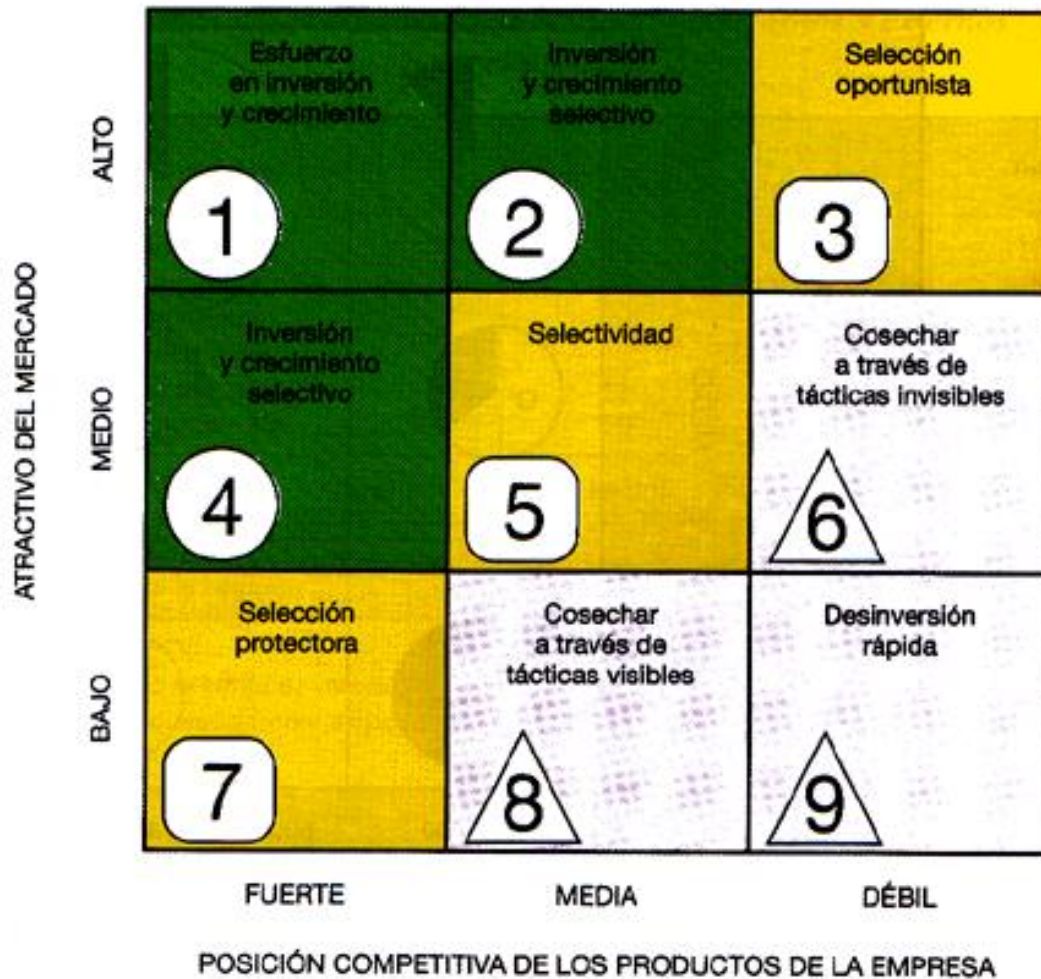 ATRACTIVO DEL MERCADO
ALTO
Esfuerzo
en inversión
y crecimiento
1
Inversión
y crecimiento
selectivo
2
Selección
oportunista
3
MEDIO
Inversión
y crecimiento
selectivo
4
Selectividad
5
Cosechar
a través de
tácticas invisibles
6
BAJO
Selección
protectora
7
Cosechar
a través de
tácticas visibles
8
Desinversión
rápida
9
FUERTE
MEDIA
DÉBIL
POSICIÓN COMPETITIVA DE LOS PRODUCTOS DE LA EMPRESA